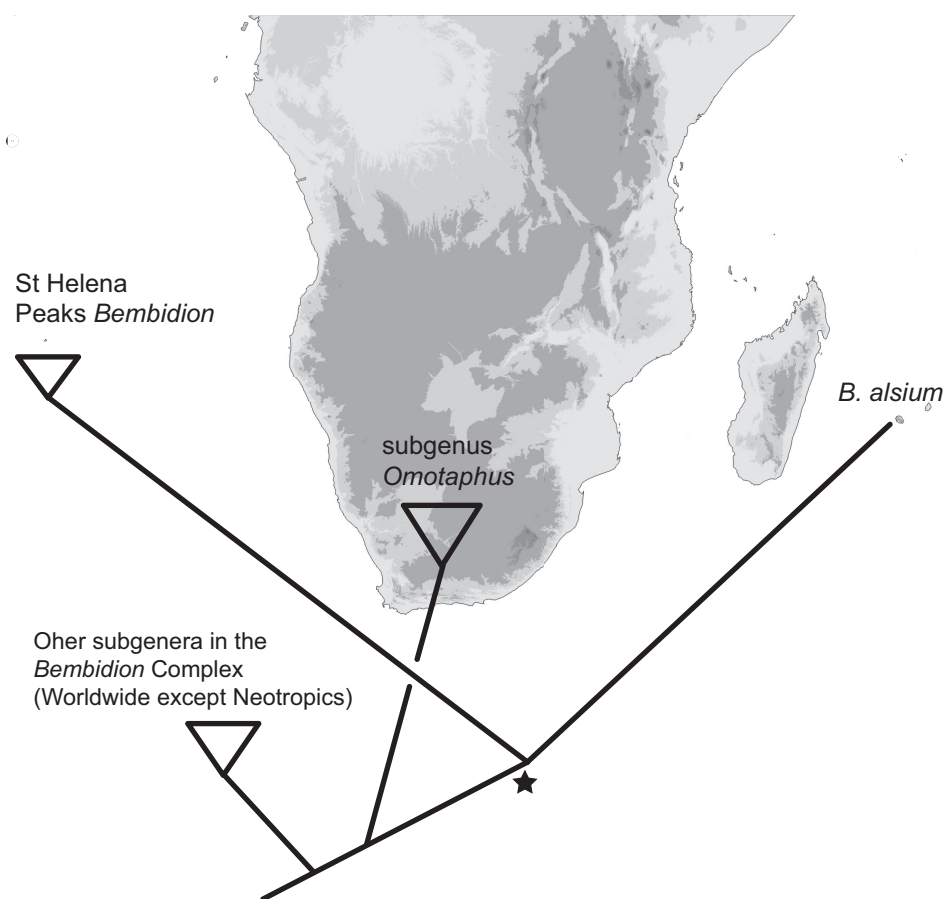 St Helena
Peaks Bembidion
B. alsium
subgenus
Omotaphus
Oher subgenera in the
Bembidion Complex
(Worldwide except Neotropics)